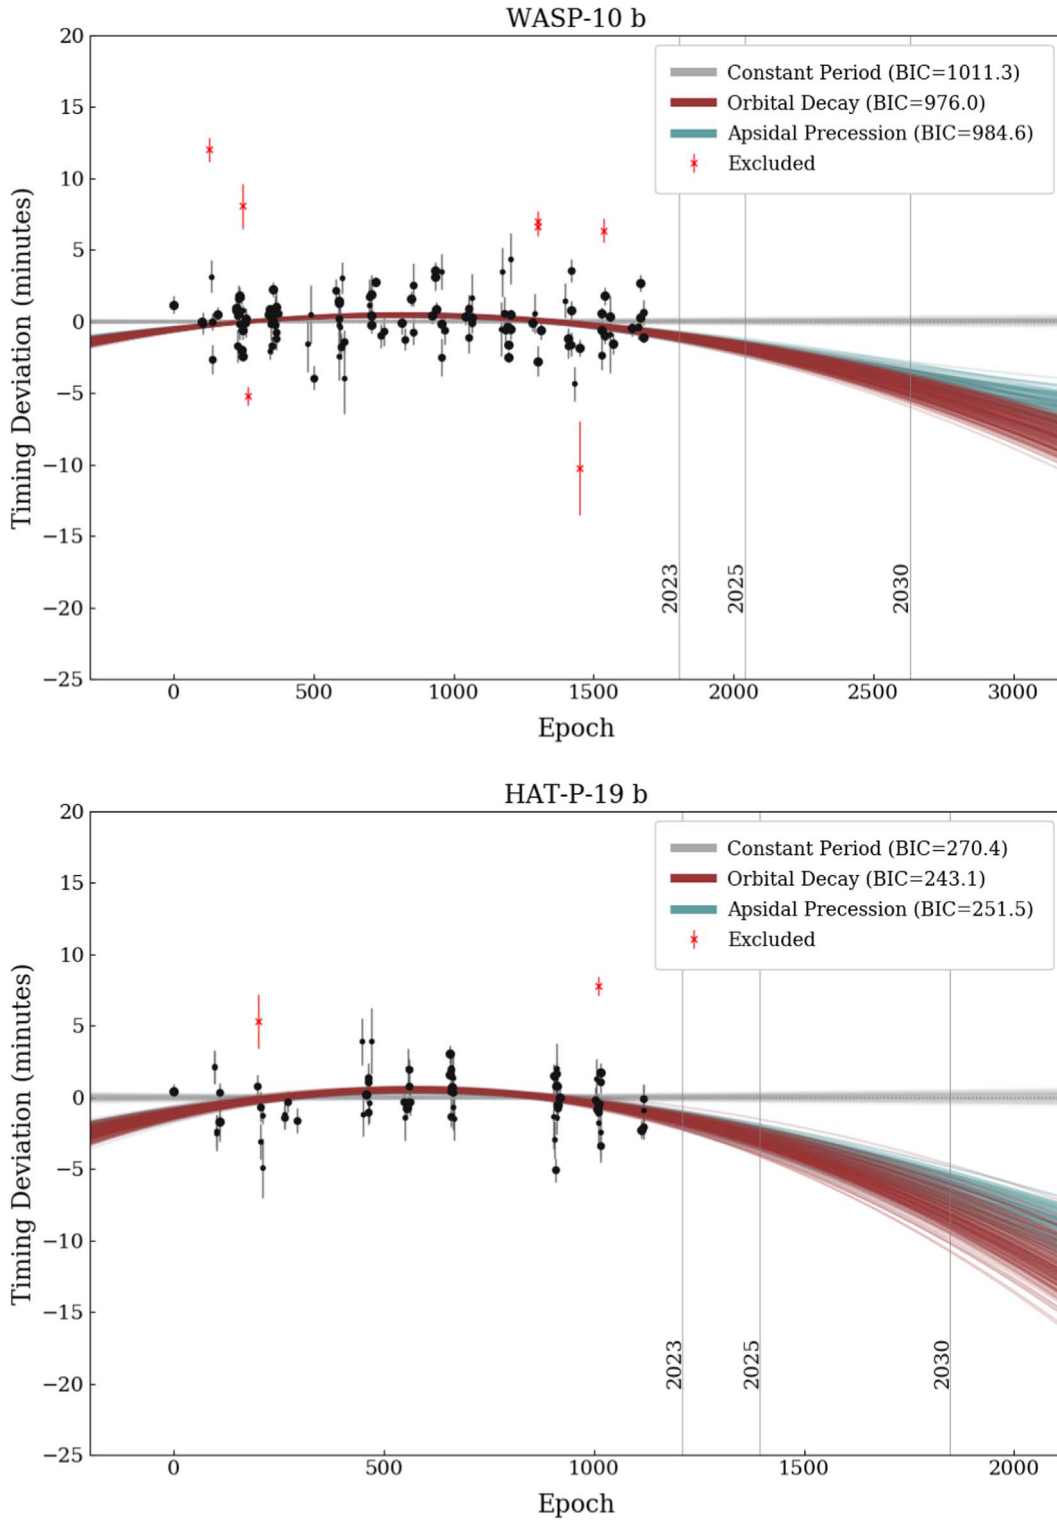 WASP-10 b
20
15
10
5
0
−5
−10
−15
−20
−25
Timing Deviation (minutes)
Constant Period (BIC=1011.3)
Orbital Decay (BIC=976.0)
Apsidal Precession (BIC=984.6)
Excluded
2023
2025
2030
0 500 1000 1500 2000 2500 3000
Epoch
HAT-P-19 b
20
15
10
5
0
−5
−10
−15
−20
−25
Timing Deviation (minutes)
Constant Period (BIC=270.4)
Orbital Decay (BIC=243.1)
Apsidal Precession (BIC=251.5)
Excluded
2023
2025
2030
0 500 1000 1500 2000
Epoch